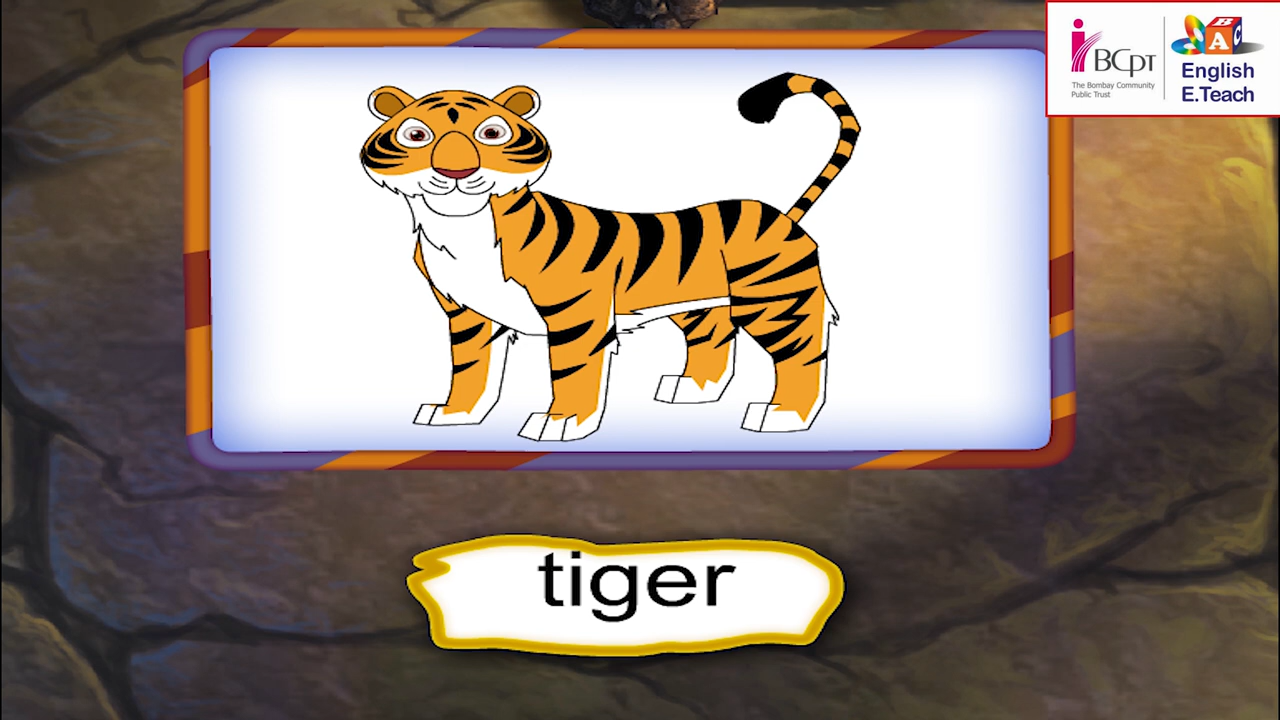 BCPT
The Bombay Community
Public Trust
A B C
English
E.Teach
tiger